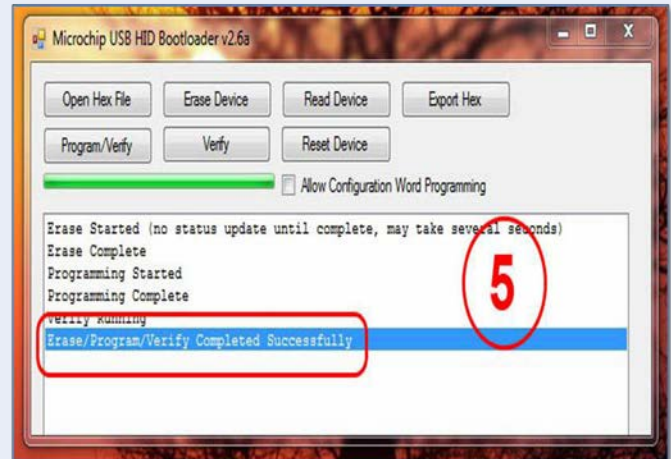 Microchip USB HID Bootloader v2.6a
Open Hex File Erase Device Read Device Export Hex
Program/Verify Verify Reset Device
Allow Configuration Word Programming
Erase Started (no status update until complete, may take several seconds)
Erase Complete
Programming Started
Programming Complete
Verify Running
Erase/Program/Verify Completed Successfully
5